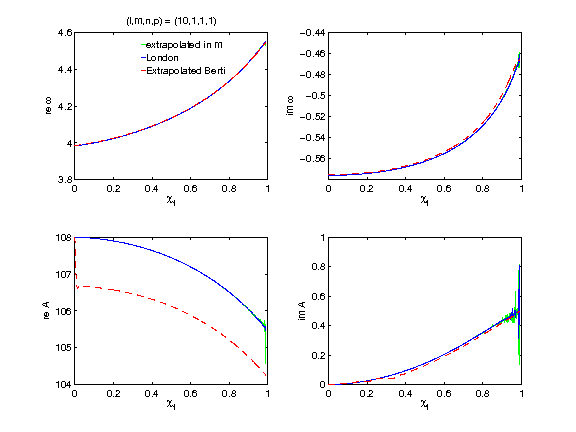 (l,m,n,p) = (10,1,1,1)
4.6
4.4
4.2
4
3.8
re ω
extrapolated in M
London
Extrapolated Berti
0 0.2 0.4 0.6 0.8 1
χf
−0.44
−0.46
−0.48
−0.5
−0.52
−0.54
−0.56
iM ω
0 0.2 0.4 0.6 0.8 1
χf
108
107
106
105
104
re A
0 0.2 0.4 0.6 0.8 1
χf
1
0.8
0.6
0.4
0.2
0
iM A
0 0.2 0.4 0.6 0.8 1
χf